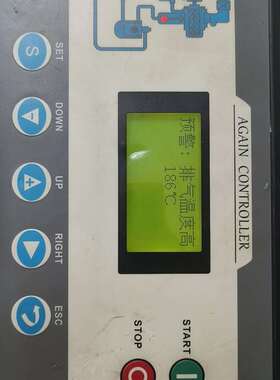 AGAIN CONTROLLER
预警:排气温度高
186℃
S
SET
DOWN
UP
RIGHT
ESC
START
STOP